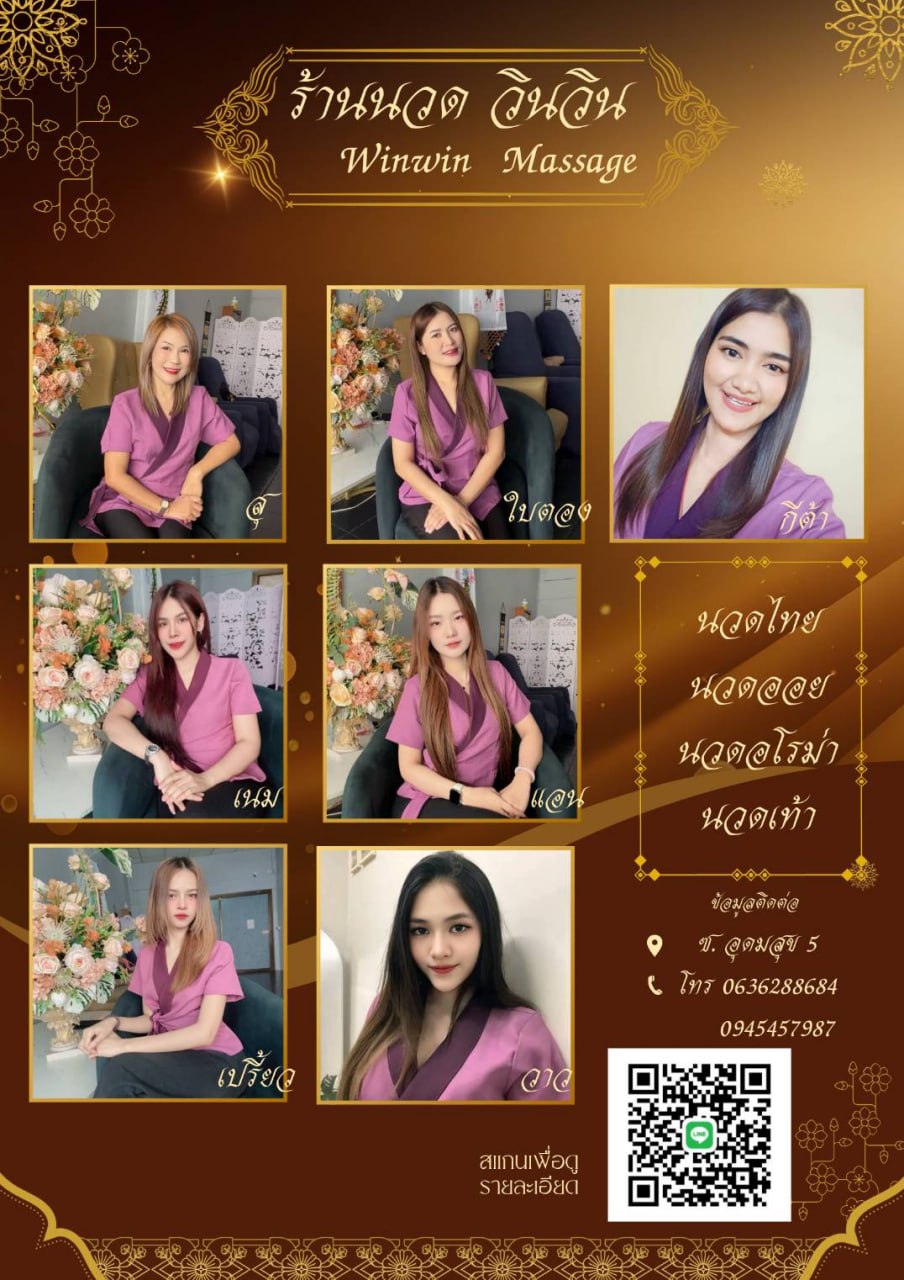 ร้านนวด วินวิน
Winwin Massage
สุ
ใบตอง
กีต้า
เนม
แอน
นวดไทย
นวดออย
นวดอโรม่า
นวดเท้า
เปรี้ยว
วาว
ข้อมูลติดต่อ
ซ. อุดมสุข 5
โทร 0636288684
0945457987
LINE
สแกนเพื่อดู
รายละเอียด